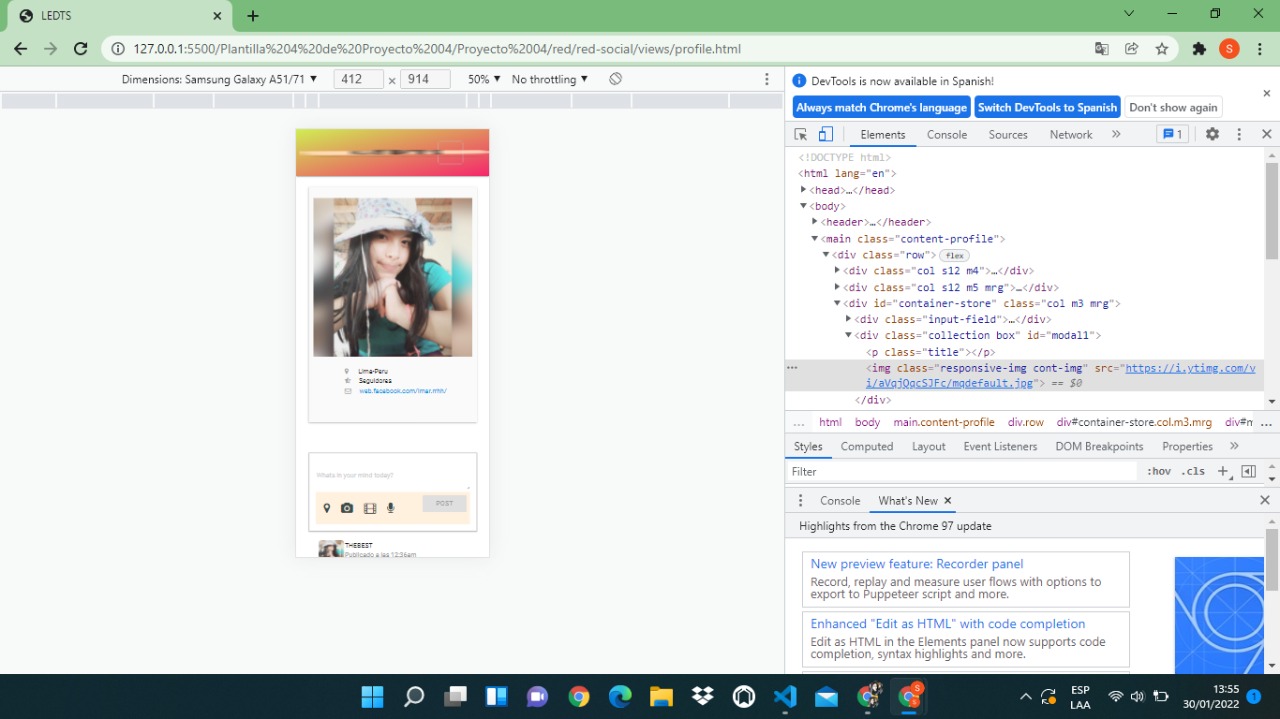 LEDTS
127.0.0.1:5500/Plantilla%204%20de%20Proyecto%2004/Proyecto%2004/red/red-social/views/profile.html
S
Dimensions: Samsung Galaxy A51/71 ▼ 412 × 914 50% ▼ No throttling ▼
DevTools is now available in Spanish!
Always match Chrome's language Switch DevTools to Spanish Don't show again
Elements Console Sources Network » 1
<!DOCTYPE html>
<html lang="en">
<head>…</head>
<body>
<header>…</header>
<main class="content-profile">
<div class="row"> flex
<div class="col s12 m4">…</div>
<div class="col s12 m5 mrg">…</div>
<div id="container-store" class="col m3 mrg">
<div class="input-field">…</div>
<div class="collection box" id="modal1">
<p class="title"></p>
<img class="responsive-img cont-img" src="https://i.ytimg.com/v
i/aVqjOqcSJFc/mqdefault.jpg"> == $0
</div>
... html body main.content-profile div.row div#container-store.col.m3.mrg div#m ...
Styles Computed Layout Event Listeners DOM Breakpoints Properties »
Filter :hov .cls +
Console What's New ×
Highlights from the Chrome 97 update
New preview feature: Recorder panel
Record, replay and measure user flows with options to
export to Puppeteer script and more.
Enhanced "Edit as HTML" with code completion
Edit as HTML in the Elements panel now supports code
completion, syntax highlights and more.
Lima-Peru
Seguidores
web.facebook.com/imar.mh/
Whats in your mind today?
POST
THEBEST
Publicado a las 12:36am
S
ESP
LAA
13:55
30/01/2022
1